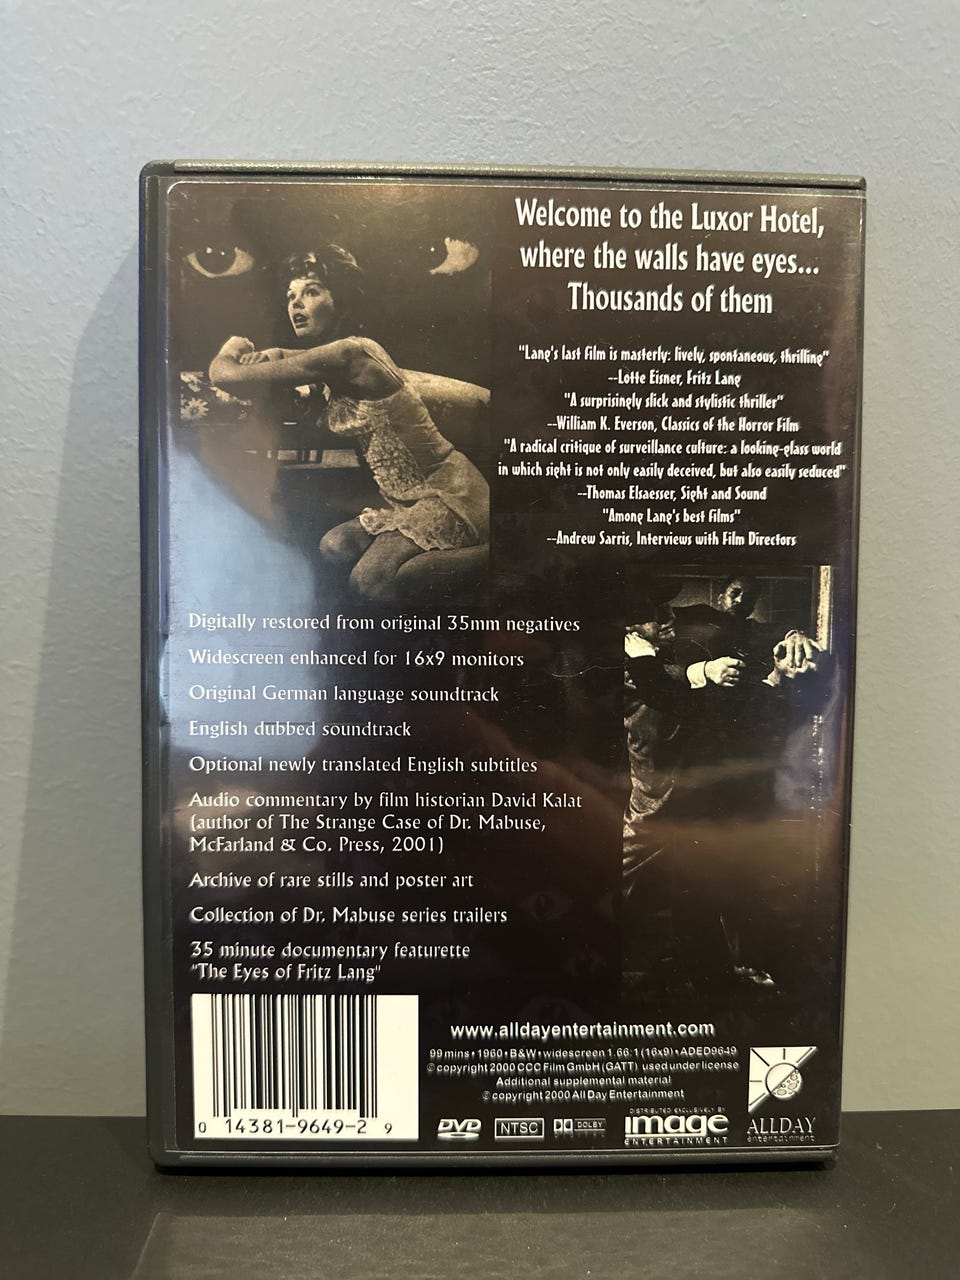 Welcome to the Luxor Hotel,
where the walls have eyes...
Thousands of them
"Lang's last film is masterly: lively, spontaneous, thrilling"
--Lotte Eisner, Fritz Lang
"A surprisingly slick and stylistic thriller"
--William K. Everson, Classics of the Horror Film
"A radical critique of surveillance culture: a looking-glass world
in which sight is not only easily deceived, but also easily seduced"
--Thomas Elsaesser, Sight and Sound
"Among Lang's best films"
--Andrew Sarris, Interviews with Film Directors
Digitally restored from original 35mm negatives
Widescreen enhanced for 16x9 monitors
Original German language soundtrack
English dubbed soundtrack
Optional newly translated English subtitles
Audio commentary by film historian David Kalat
(author of The Strange Case of Dr. Mabuse,
McFarland & Co. Press, 2001)
Archive of rare stills and poster art
Collection of Dr. Mabuse series trailers
35 minute documentary featurette
"The Eyes of Fritz Lang"
www.alldayentertainment.com
99 mins • 1960 • B&W • widescreen 1.66:1 (16x9) • ADED9649
© copyright 2000 CCC Film GmbH (GATT) used under license
Additional supplemental material
© copyright 2000 All Day Entertainment
0 14381-9649-2 9
DVD
NTSC
DOLBY
DISTRIBUTED EXCLUSIVELY BY
image
ENTERTAINMENT
ALLDAY
entertainment